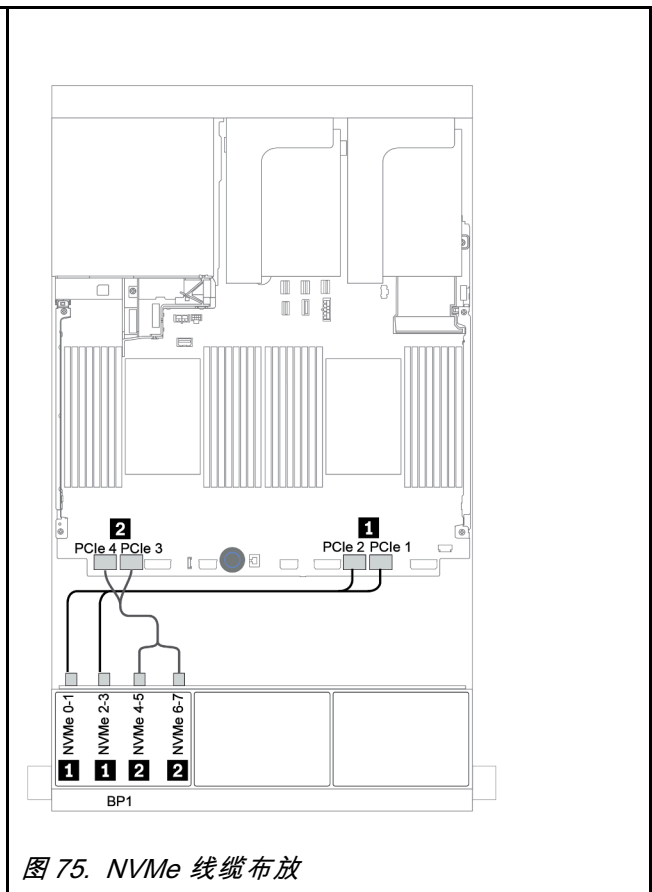 2 1
PCIe 4 PCIe 3 PCIe 2 PCIe 1
NVMe 0-1 NVMe 2-3 NVMe 4-5 NVMe 6-7
1 1 2 2
BP1
图 75. NVMe 线缆布放